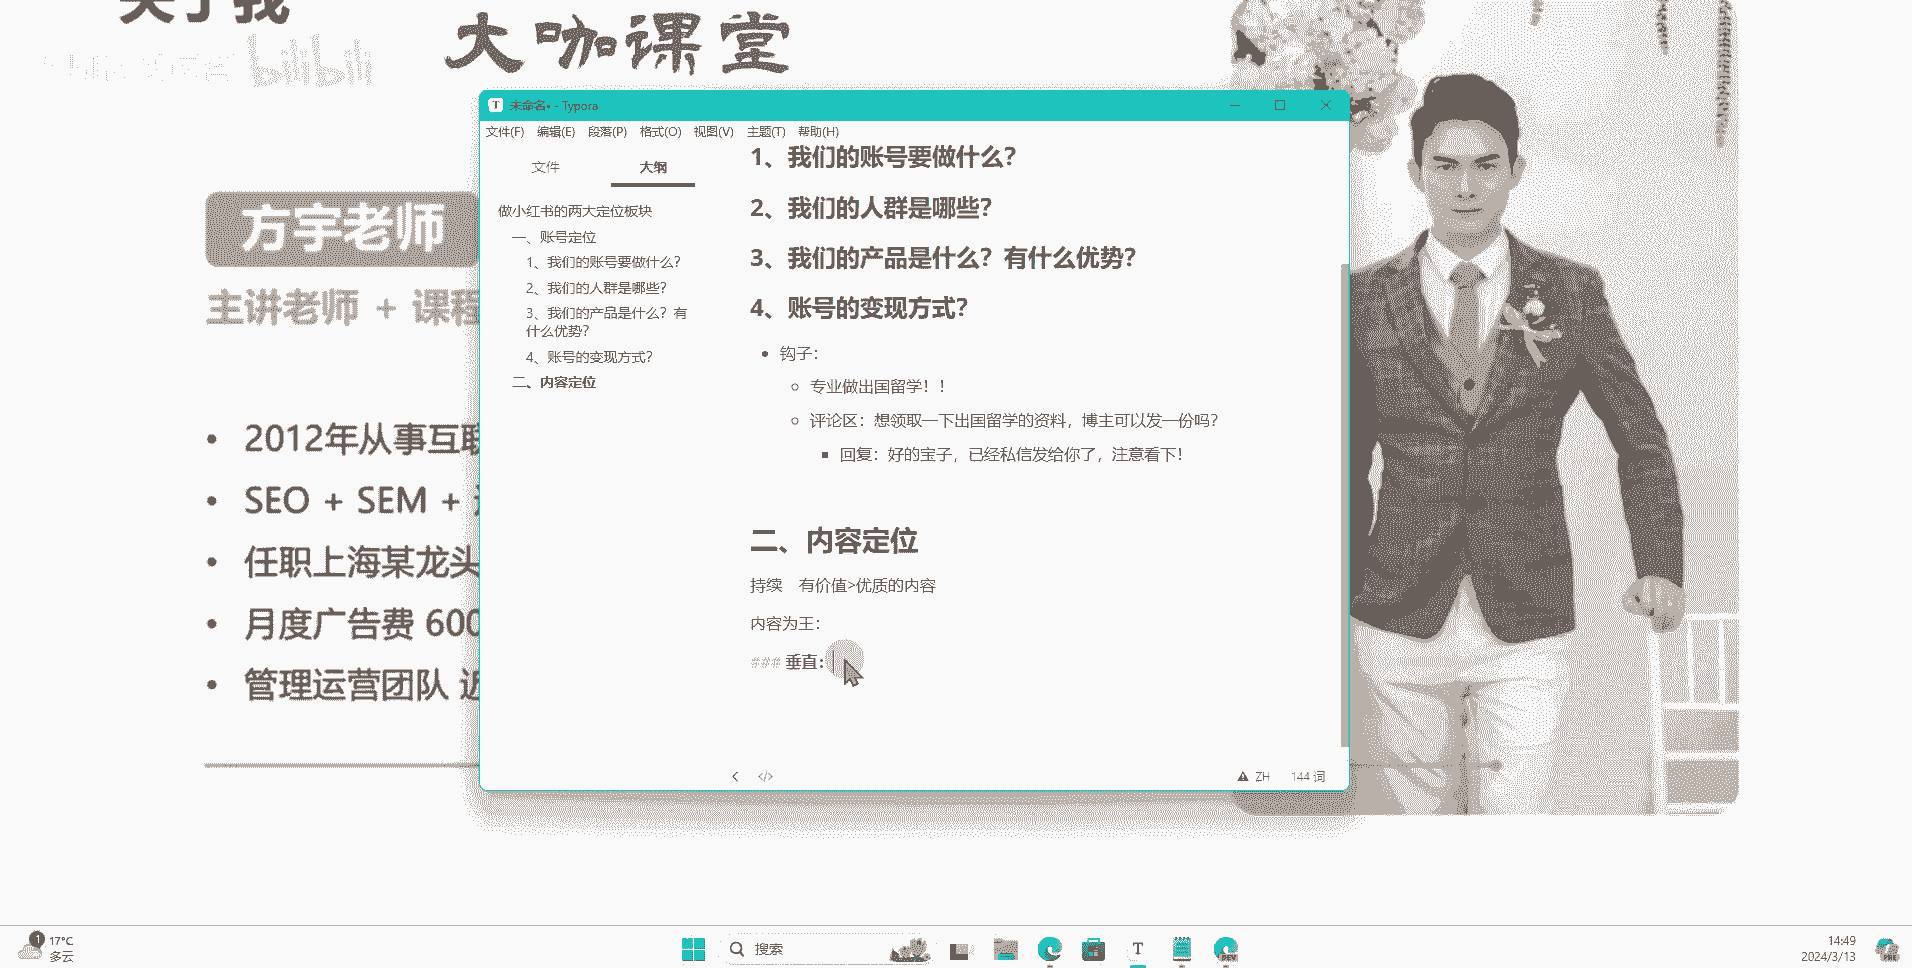 关于我
bilibili
大咖课堂
方宇老师
主讲老师 + 课程
2012年从事互联
SEO + SEM +
任职上海某龙头
月度广告费 600
管理运营团队 近
未命名• - Typora
文件(F) 编辑(E) 段落(P) 格式(O) 视图(V) 主题(T) 帮助(H)
文件 大纲
做小红书的两大定位板块
一、账号定位
1、我们的账号要做什么？
2、我们的人群是哪些？
3、我们的产品是什么？有
什么优势？
4、账号的变现方式？
二、内容定位
1、我们的账号要做什么？
2、我们的人群是哪些？
3、我们的产品是什么？有什么优势？
4、账号的变现方式？
钩子：
专业做出国留学！！
评论区：想领取一下出国留学的资料，博主可以发一份吗？
回复：好的宝子，已经私信发给你了，注意看下！
二、内容定位
持续 有价值>优质的内容
内容为王：
### 垂直：
ZH 144 词
1
17°C
多云
搜索
DEV
14:49
2024/3/13
PRE